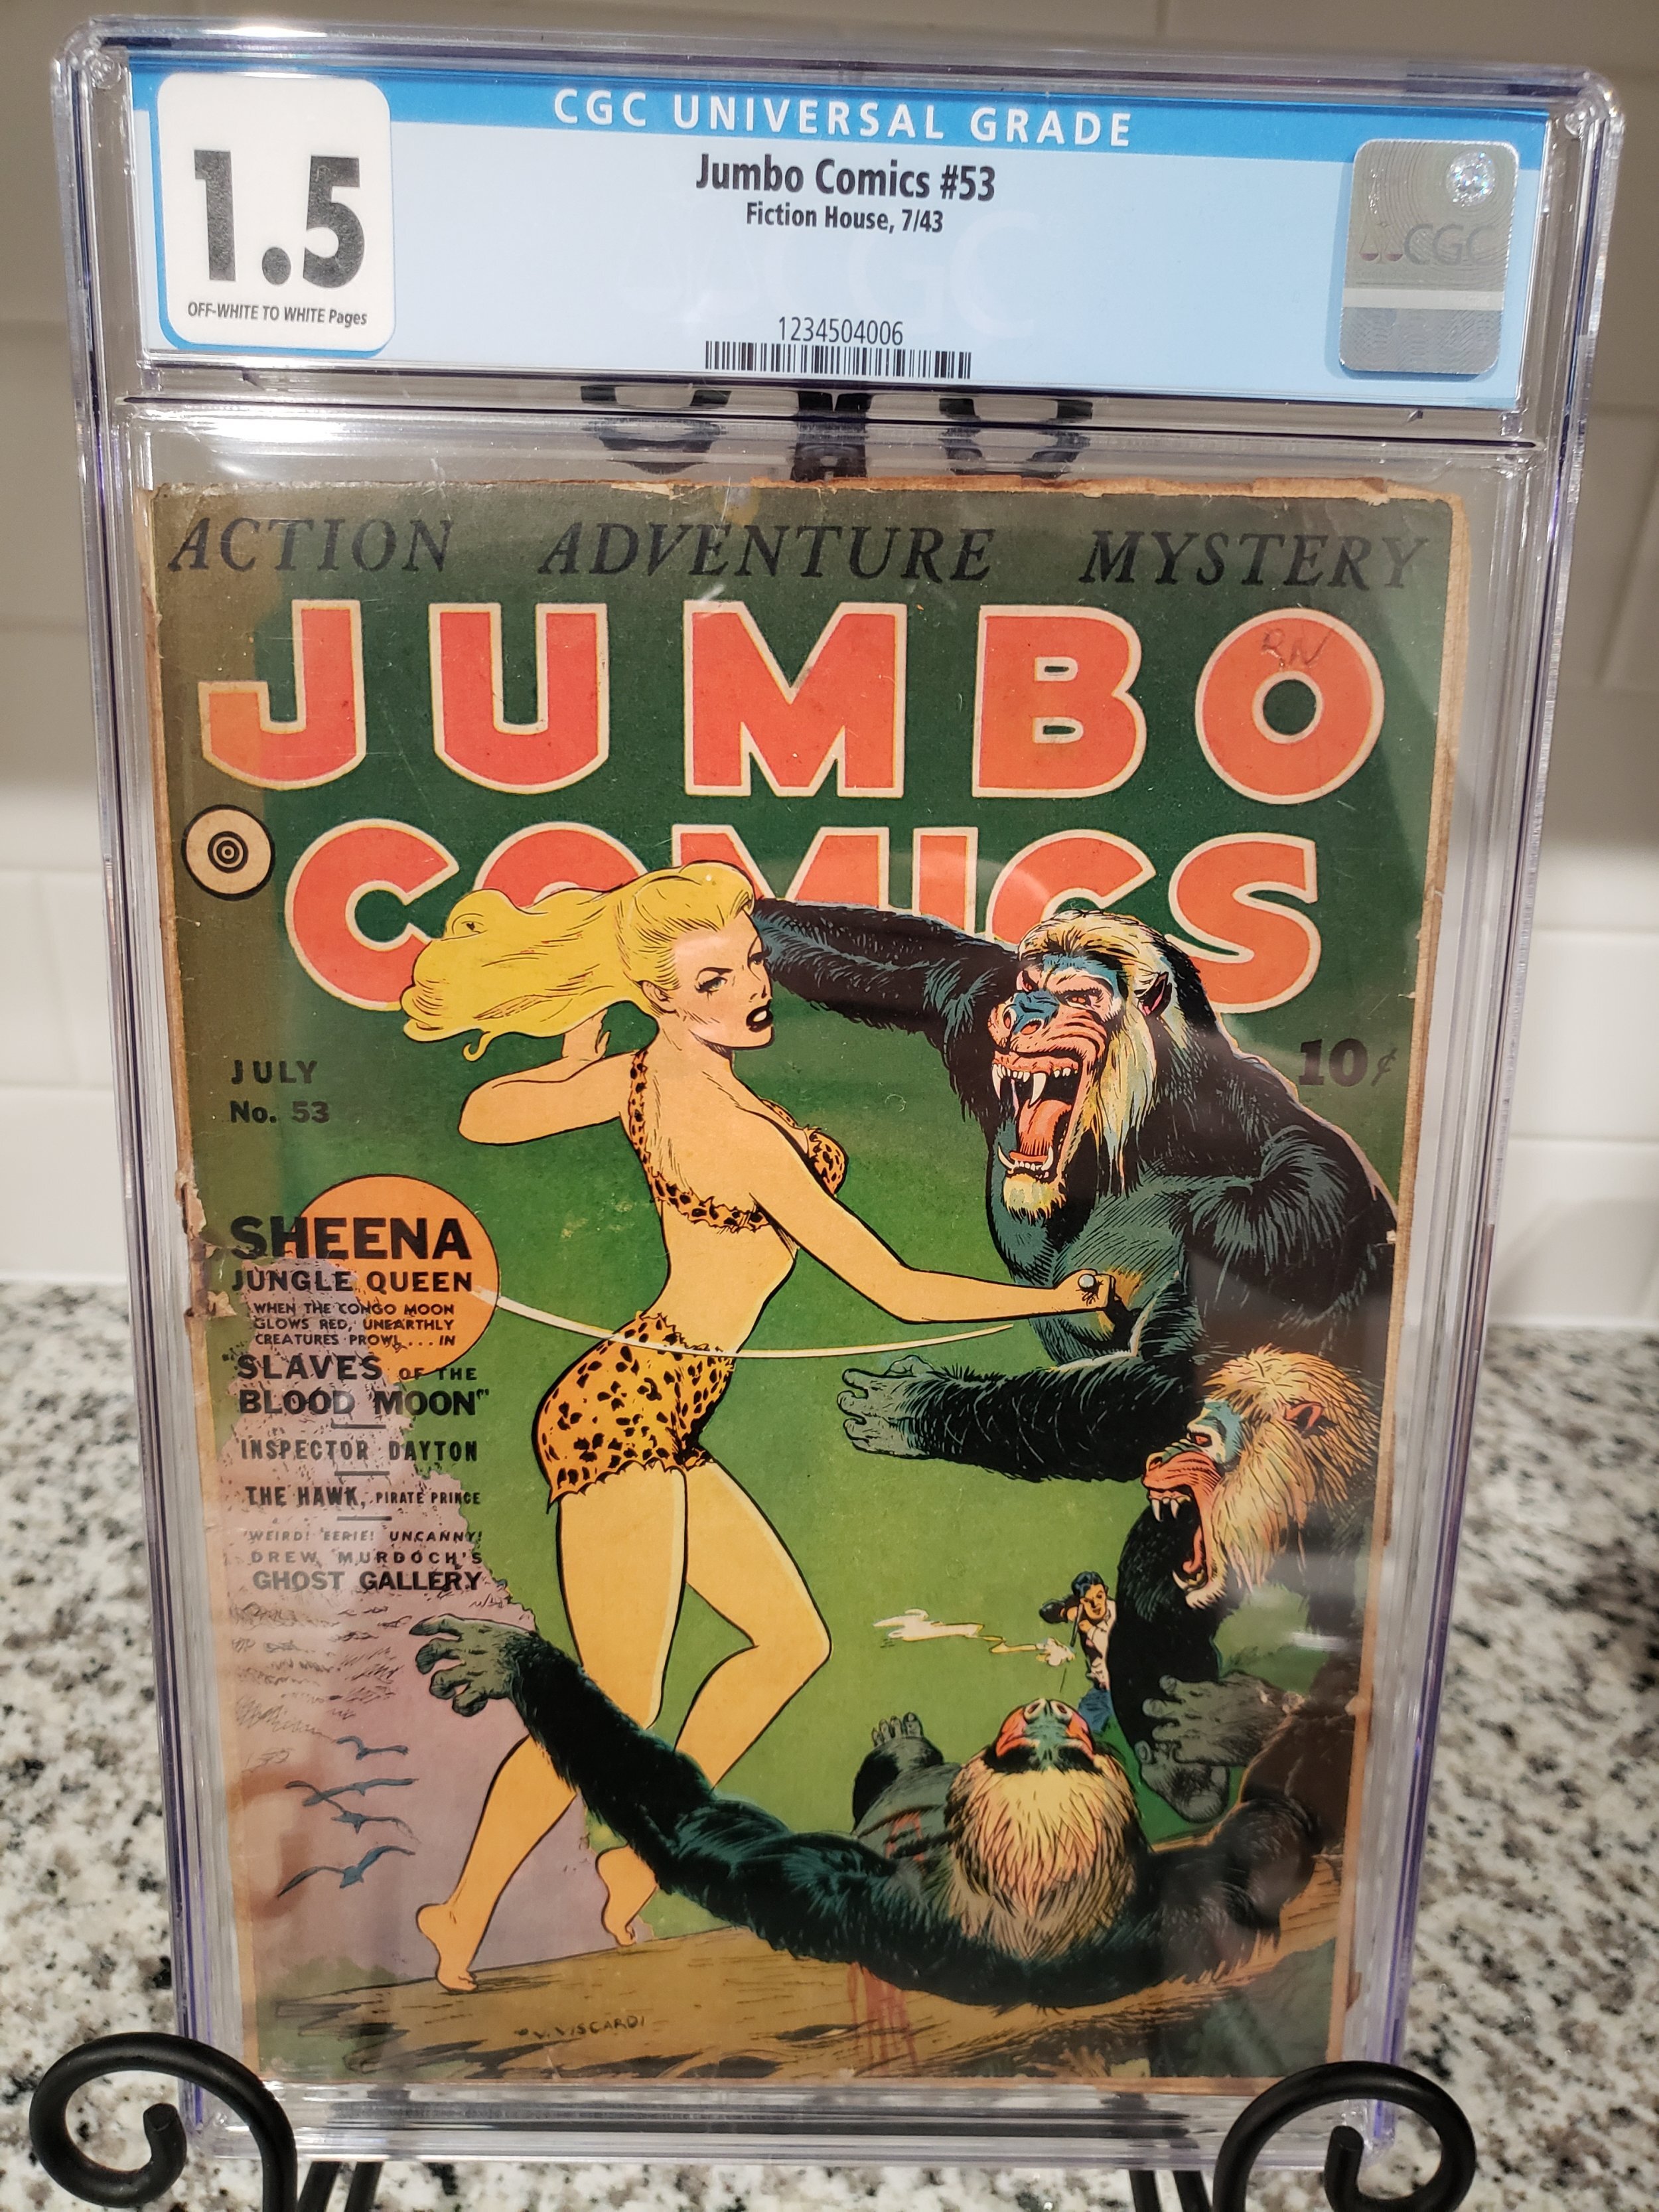 CGC UNIVERSAL GRADE
1.5
OFF-WHITE TO WHITE Pages
Jumbo Comics #53
Fiction House, 7/43
1234504006
CGC
ACTION ADVENTURE MYSTERY
JUMBO
RN
COMICS
10¢
JULY
No. 53
SHEENA
JUNGLE QUEEN
WHEN THE CONGO MOON
GLOWS RED, UNEARTHLY
CREATURES PROWL.... IN
"SLAVES OF THE
BLOOD MOON"
INSPECTOR DAYTON
THE HAWK, PIRATE PRINCE
WEIRD! EERIE! UNCANNY!
DREW MURDOCH'S
GHOST GALLERY
VISCARDI